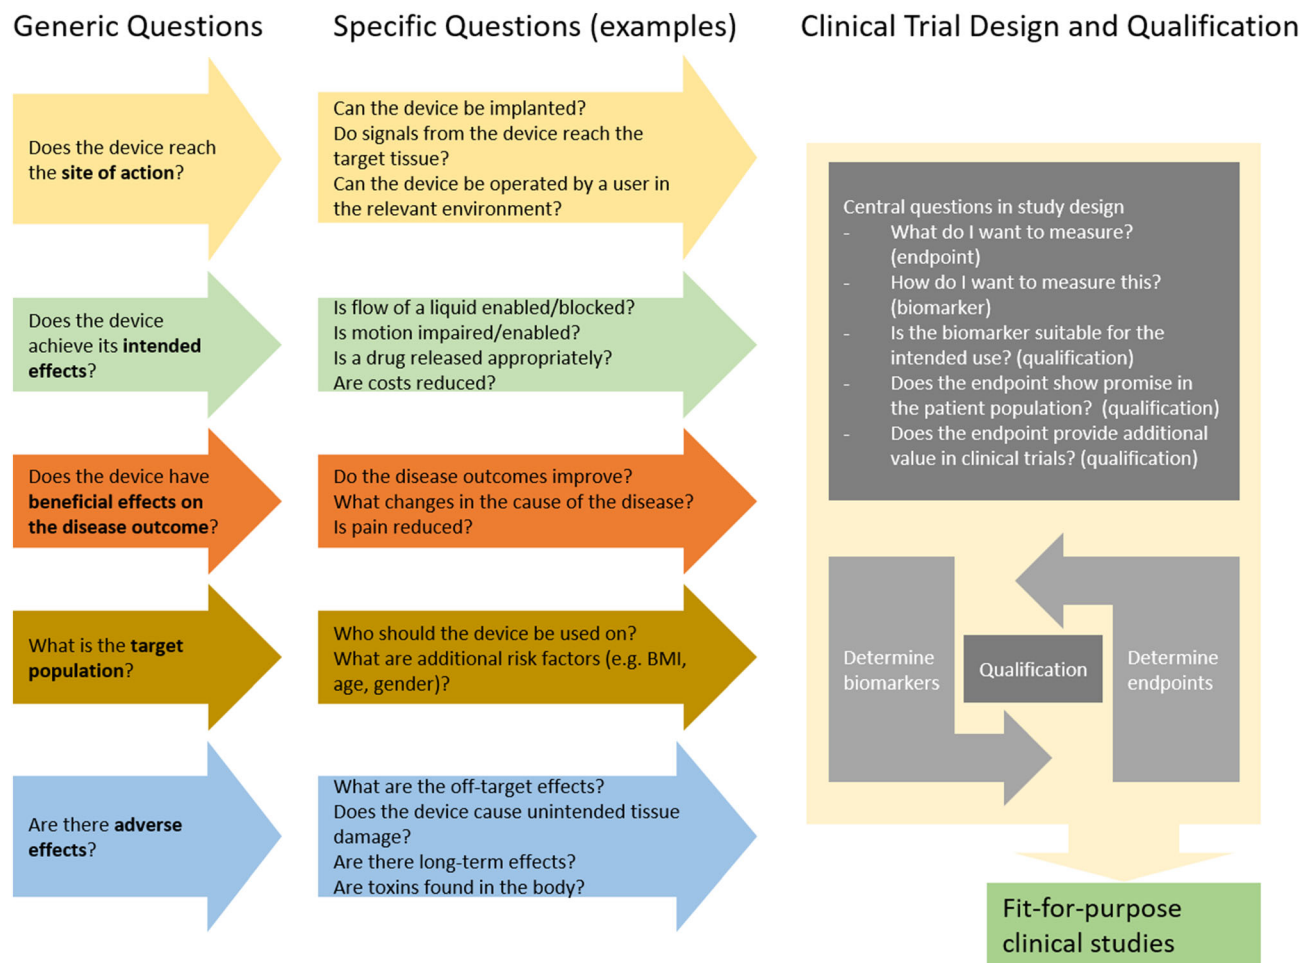 Generic Questions
Specific Questions (examples)
Clinical Trial Design and Qualification
Does the device reach
the site of action?
Can the device be implanted?
Do signals from the device reach the
target tissue?
Can the device be operated by a user in
the relevant environment?
Does the device
achieve its intended
effects?
Is flow of a liquid enabled/blocked?
Is motion impaired/enabled?
Is a drug released appropriately?
Are costs reduced?
Does the device have
beneficial effects on
the disease outcome?
Do the disease outcomes improve?
What changes in the cause of the disease?
Is pain reduced?
What is the target
population?
Who should the device be used on?
What are additional risk factors (e.g. BMI,
age, gender)?
Are there adverse
effects?
What are the off-target effects?
Does the device cause unintended tissue
damage?
Are there long-term effects?
Are toxins found in the body?
Central questions in study design
- What do I want to measure?
(endpoint)
- How do I want to measure this?
(biomarker)
- Is the biomarker suitable for the
intended use? (qualification)
- Does the endpoint show promise in
the patient population? (qualification)
- Does the endpoint provide additional
value in clinical trials? (qualification)
Determine
biomarkers
Qualification
Determine
endpoints
Fit-for-purpose
clinical studies